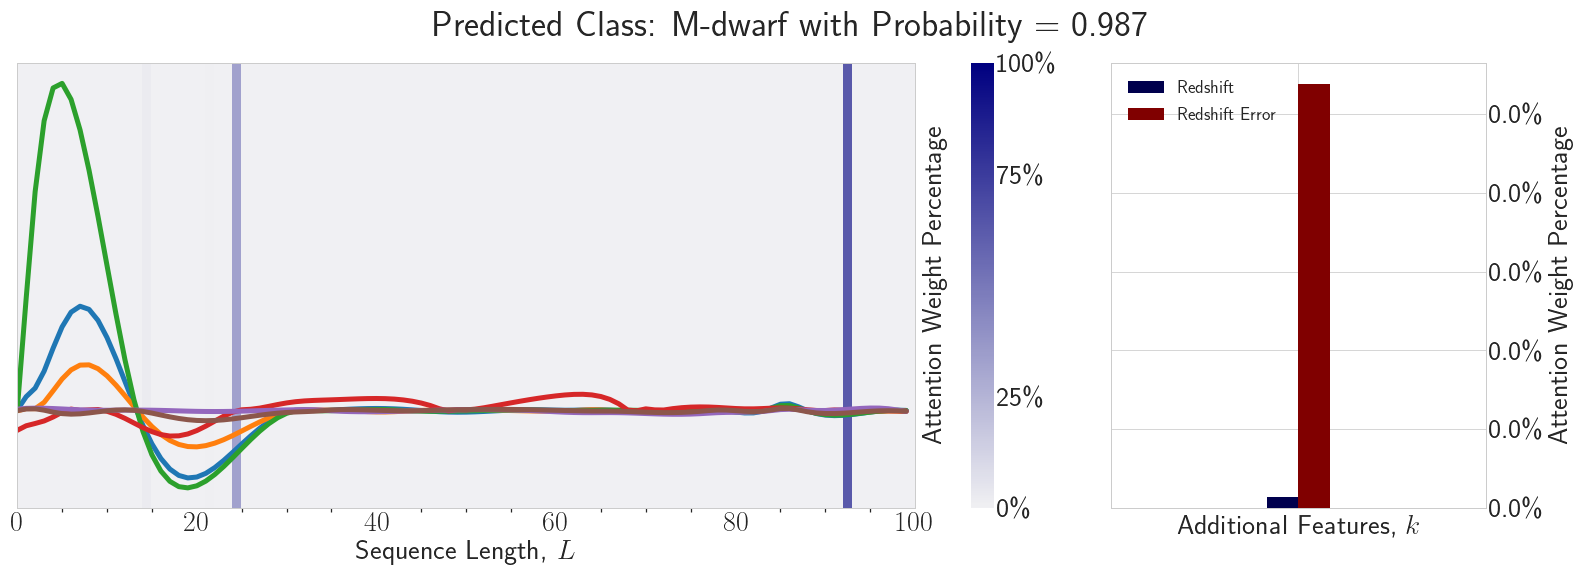 Predicted Class: M-dwarf with Probability = 0.987
0
20
40
60
80
100
Sequence Length, L
100%
75%
25%
0%
Attention Weight Percentage
Redshift
Redshift Error
0.0%
0.0%
0.0%
0.0%
0.0%
0.0%
Attention Weight Percentage
Additional Features, k